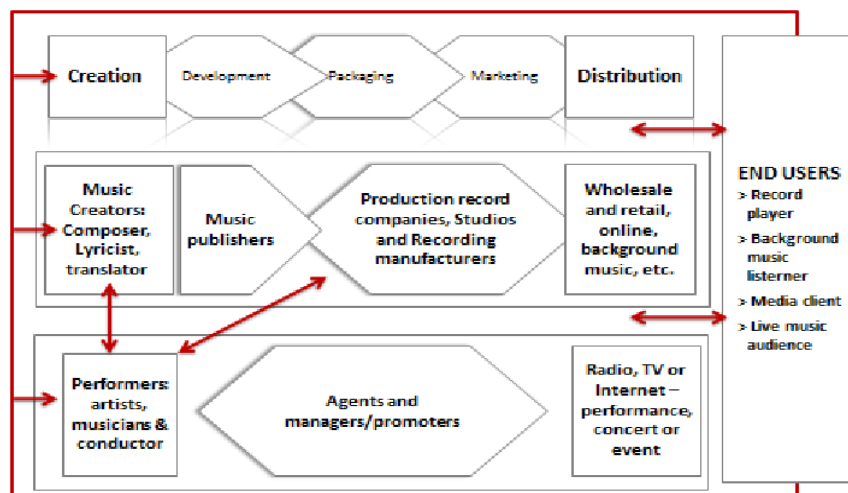 Creation
Development
Packaging
Marketing
Distribution
Music
Creators:
Composer,
Lyricist,
translator
Music
publishers
Production record
companies, Studios
and Recording
manufacturers
Wholesale
and retail,
online,
background
music, etc.
Performers:
artists,
musicians &
conductor
Agents and
managers/promoters
Radio, TV or
Internet –
performance,
concert or
event
END USERS
> Record
player
> Background
music
listerner
> Media client
> Live music
audience